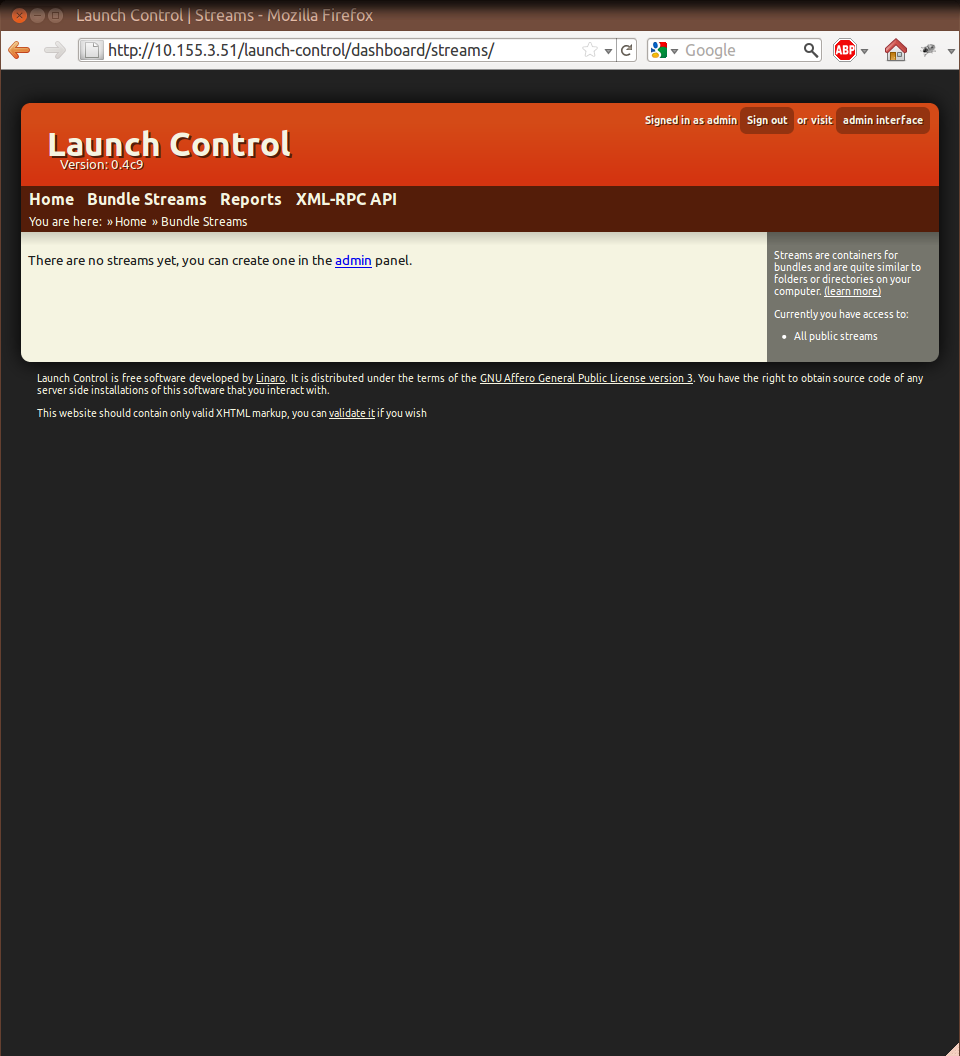 Launch Control | Streams - Mozilla Firefox
http://10.155.3.51/launch-control/dashboard/streams/
Google
ABP
Signed in as admin Sign out or visit admin interface
Launch Control
Version: 0.4c9
Home Bundle Streams Reports XML-RPC API
You are here: » Home » Bundle Streams
There are no streams yet, you can create one in the admin panel.
Streams are containers for
bundles and are quite similar to
folders or directories on your
computer. (learn more)
Currently you have access to:
• All public streams
Launch Control is free software developed by Linaro. It is distributed under the terms of the GNU Affero General Public License version 3. You have the right to obtain source code of any
server side installations of this software that you interact with.
This website should contain only valid XHTML markup, you can validate it if you wish